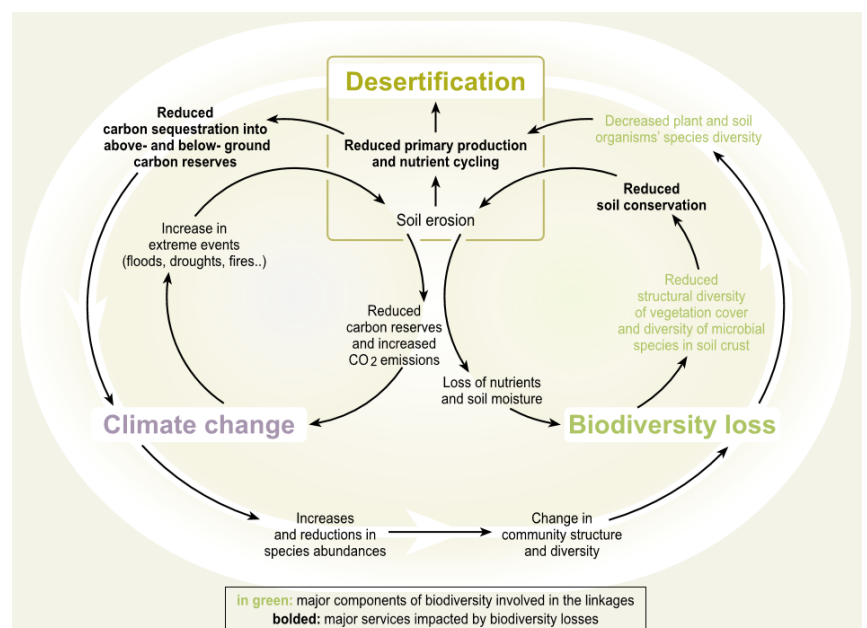 Desertification
Reduced
carbon sequestration into
above- and below- ground
carbon reserves
Reduced primary production
and nutrient cycling
Decreased plant and soil
organisms' species diversity
Reduced
soil conservation
Soil erosion
Increase in
extreme events
(floods, droughts, fires..)
Reduced
structural diversity
of vegetation cover
and diversity of microbial
species in soil crust
Reduced
carbon reserves
and increased
CO2 emissions
Loss of nutrients
and soil moisture
Climate change
Biodiversity loss
Increases
and reductions in
species abundances
Change in
community structure
and diversity
in green: major components of biodiversity involved in the linkages
bolded: major services impacted by biodiversity losses